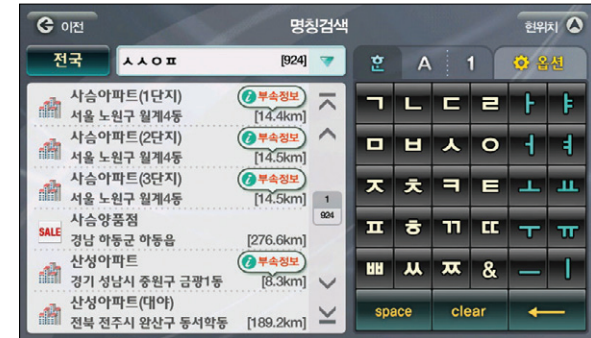 이전
명칭검색
현위치
전국
ㅅㅅㅇㅍ [924]
한 A 1 옵션
사슴아파트(1단지) 부속정보
서울 노원구 월계4동 [14.4km]
사슴아파트(2단지) 부속정보
서울 노원구 월계4동 [14.5km]
사슴아파트(3단지) 부속정보
서울 노원구 월계4동 [14.5km]
SALE 사슴양품점
경남 하동군 하동읍 [276.6km]
산성아파트 부속정보
경기 성남시 중원구 금광1동 [8.3km]
산성아파트(대아)
전북 전주시 완산구 동서학동 [189.2km]
1
924
ㄱ ㄴ ㄷ ㄹ ㅏ ㅑ
ㅁ ㅂ ㅅ ㅇ ㅓ ㅕ
ㅈ ㅊ ㅋ ㅌ ㅗ ㅛ
ㅍ ㅎ ㄲ ㄸ ㅜ ㅠ
ㅃ ㅆ ㅉ & ㅡ ㅣ
space clear ←